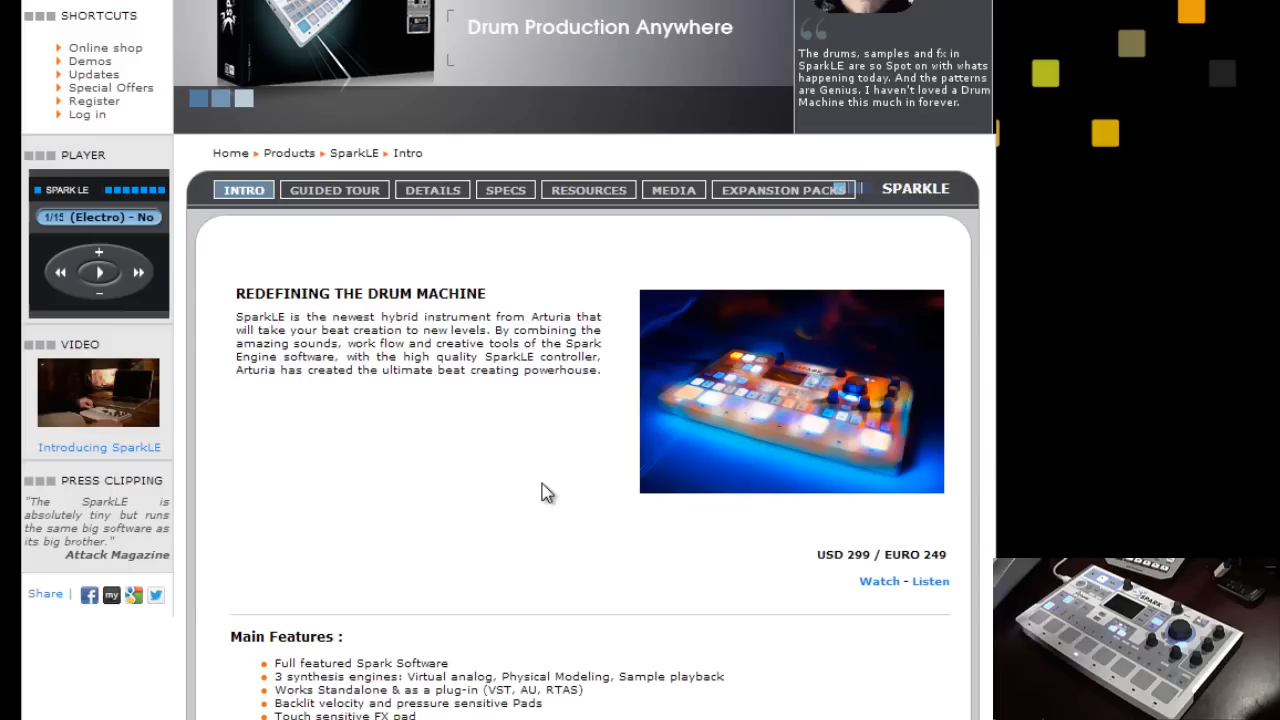 SHORTCUTS
Online shop
Demos
Updates
Special Offers
Register
Log in
Drum Production Anywhere
The drums, samples and fx in
SparkLE are so Spot on with whats
happening today. And the patterns
are Genius. I haven't loved a Drum
Machine this much in forever.
Home
Products
SparkLE
Intro
PLAYER
SPARK LE
1/15 (Electro) - No
INTRO
GUIDED TOUR
DETAILS
SPECS
RESOURCES
MEDIA
EXPANSION PACKS
SPARKLE
REDEFINING THE DRUM MACHINE
SparkLE is the newest hybrid instrument from Arturia that
will take your beat creation to new levels. By combining the
amazing sounds, work flow and creative tools of the Spark
Engine software, with the high quality SparkLE controller,
Arturia has created the ultimate beat creating powerhouse.
VIDEO
Introducing SparkLE
PRESS CLIPPING
"The SparkLE is
absolutely tiny but runs
the same big software as
its big brother."
Attack Magazine
Share |
my
USD 299 / EURO 249
Watch - Listen
Main Features :
Full featured Spark Software
3 synthesis engines: Virtual analog, Physical Modeling, Sample playback
Works Standalone & as a plug-in (VST, AU, RTAS)
Backlit velocity and pressure sensitive Pads
Touch sensitive FX pad
SPARK